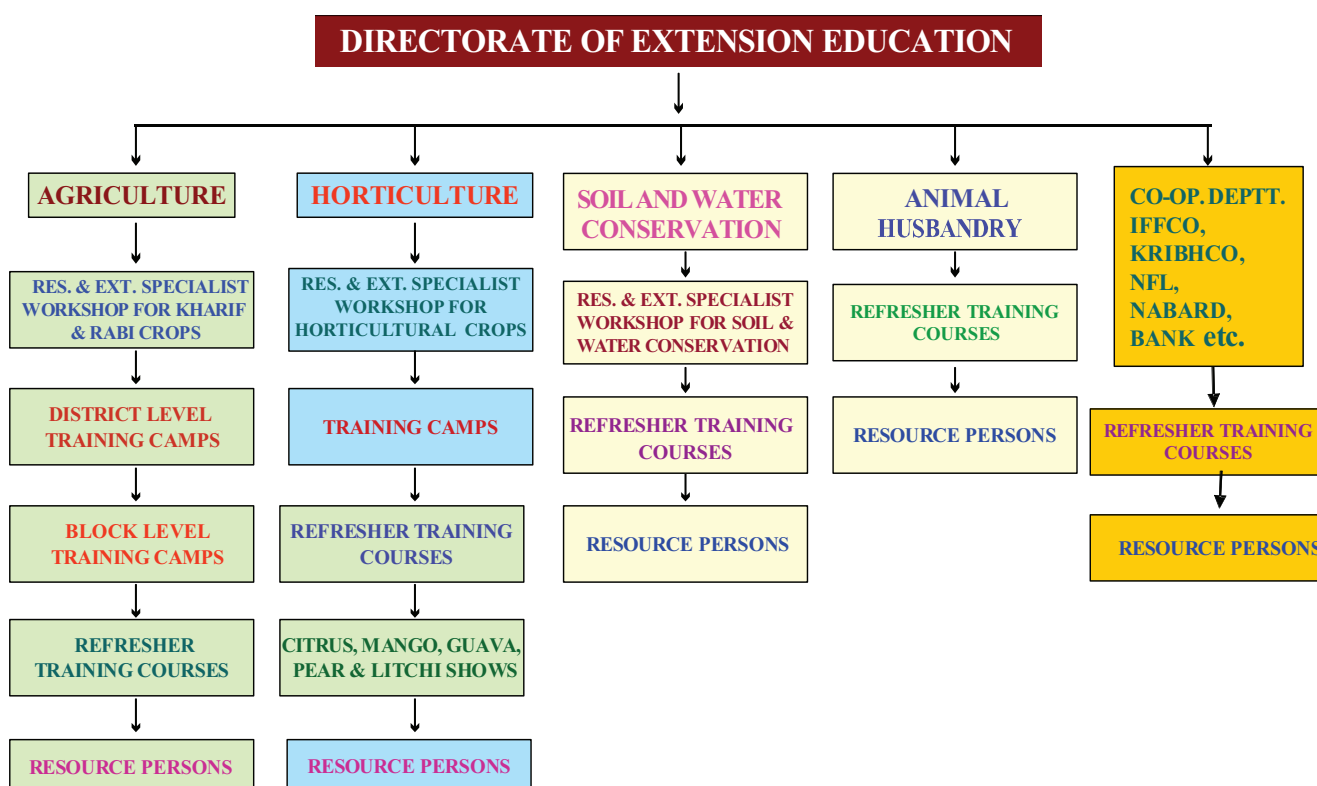 DIRECTORATE OF EXTENSION EDUCATION
AGRICULTURE
RES. & EXT. SPECIALIST
WORKSHOP FOR KHARIF
& RABI CROPS
DISTRICT LEVEL
TRAINING CAMPS
BLOCK LEVEL
TRAINING CAMPS
REFRESHER
TRAINING COURSES
RESOURCE PERSONS
HORTICULTURE
RES. & EXT. SPECIALIST
WORKSHOP FOR
HORTICULTURAL CROPS
TRAINING CAMPS
REFRESHER TRAINING
COURSES
CITRUS, MANGO, GUAVA,
PEAR & LITCHI SHOWS
RESOURCE PERSONS
SOIL AND WATER
CONSERVATION
RES. & EXT. SPECIALIST
WORKSHOP FOR SOIL &
WATER CONSERVATION
REFRESHER TRAINING
COURSES
RESOURCE PERSONS
ANIMAL
HUSBANDRY
REFRESHER TRAINING
COURSES
RESOURCE PERSONS
CO-OP. DEPTT.
IFFCO,
KRIBHCO,
NFL,
NABARD,
BANK etc.
REFRESHER TRAINING
COURSES
RESOURCE PERSONS